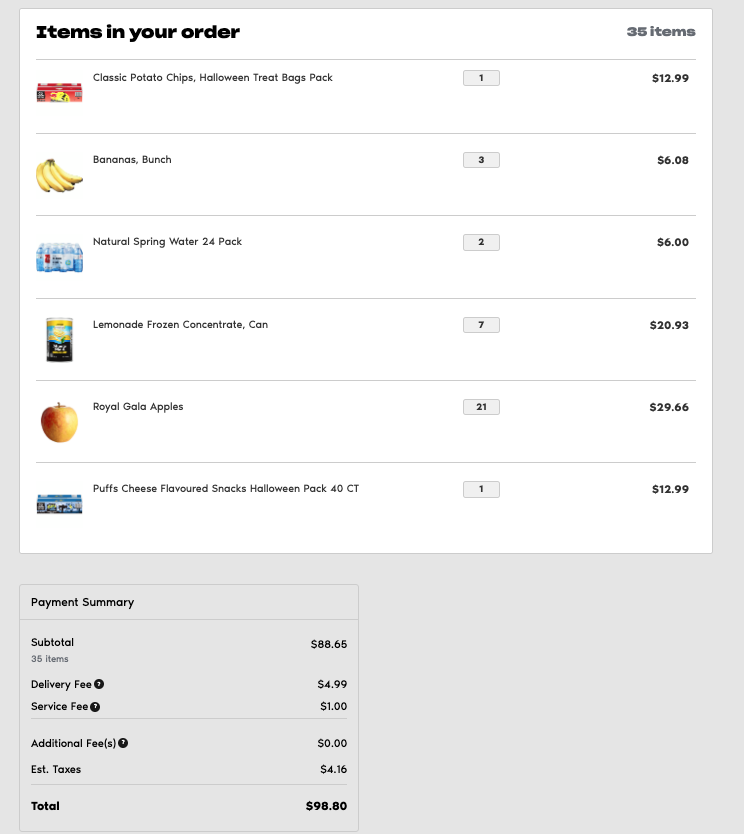 Items in your order
35 items
Classic Potato Chips, Halloween Treat Bags Pack 1 $12.99
Bananas, Bunch 3 $6.08
Natural Spring Water 24 Pack 2 $6.00
Lemonade Frozen Concentrate, Can 7 $20.93
Royal Gala Apples 21 $29.66
Puffs Cheese Flavoured Snacks Halloween Pack 40 CT 1 $12.99
Payment Summary
Subtotal $88.65
35 items
Delivery Fee ? $4.99
Service Fee ? $1.00
Additional Fee(s) ? $0.00
Est. Taxes $4.16
Total $98.80